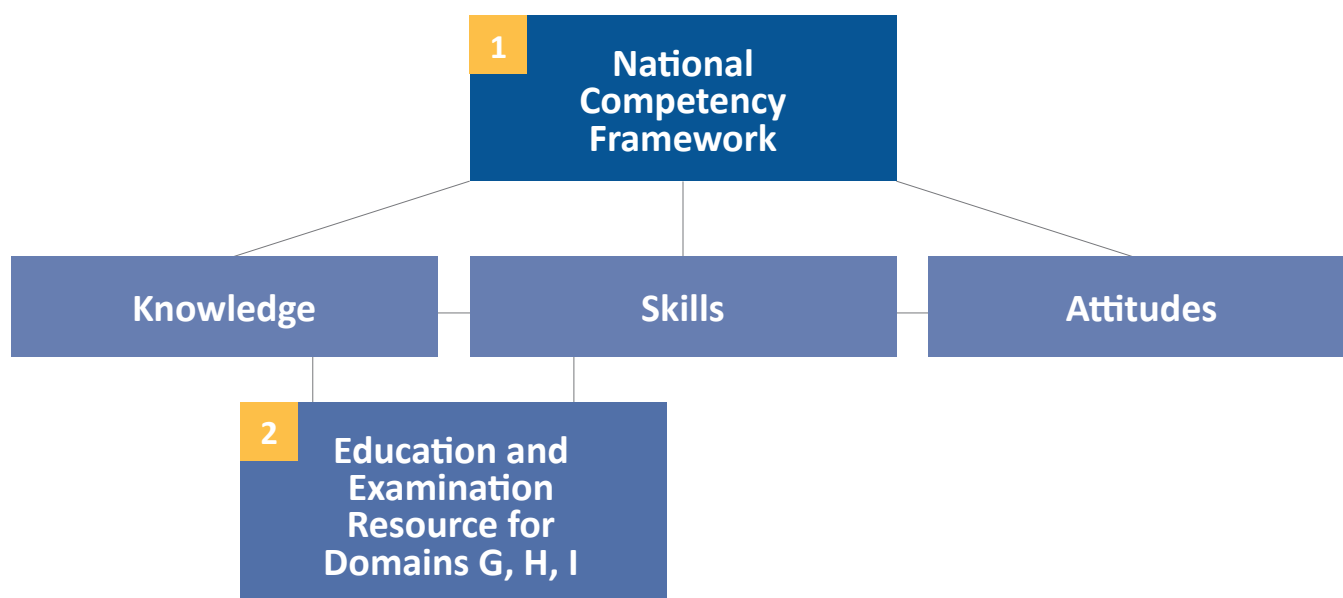 1
National
Competency
Framework
Knowledge
Skills
Attitudes
2
Education and
Examination
Resource for
Domains G, H, I